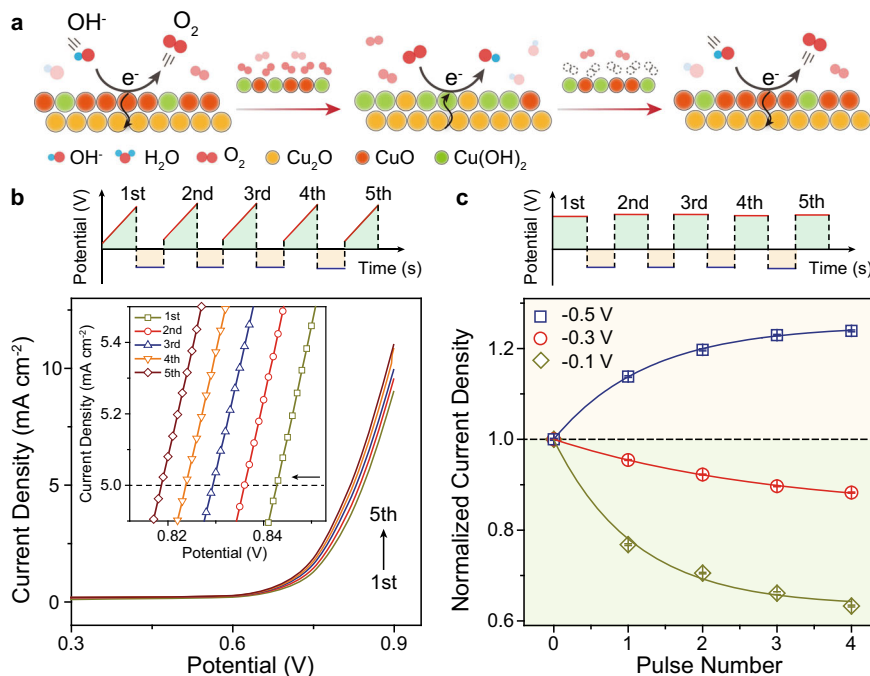 a
OH⁻
O₂
e⁻
e⁻
e⁻
OH⁻ H₂O O₂ Cu₂O CuO Cu(OH)₂
b
Potential (V)
1st 2nd 3rd 4th 5th
Time (s)
Current Density (mA cm⁻²)
10
5
0
0.3 0.6 0.9
Potential (V)
5th
1st
Current Density (mA cm⁻²)
5.4
5.2
5.0
0.82 0.84
Potential (V)
1st
2nd
3rd
4th
5th
c
Potential (V)
1st 2nd 3rd 4th 5th
Time (s)
Normalized Current Density
1.2
1.0
0.8
0.6
0 1 2 3 4
Pulse Number
-0.5 V
-0.3 V
-0.1 V